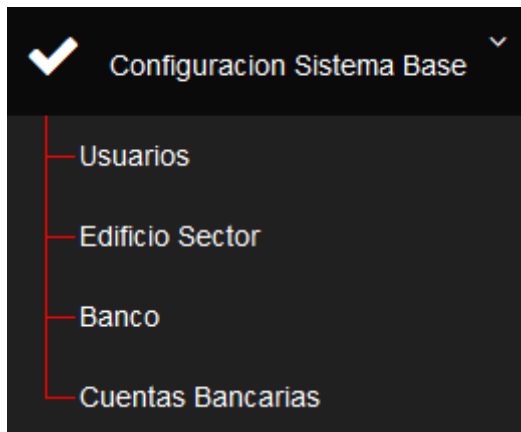 Configuracion Sistema Base
Usuarios
Edificio Sector
Banco
Cuentas Bancarias